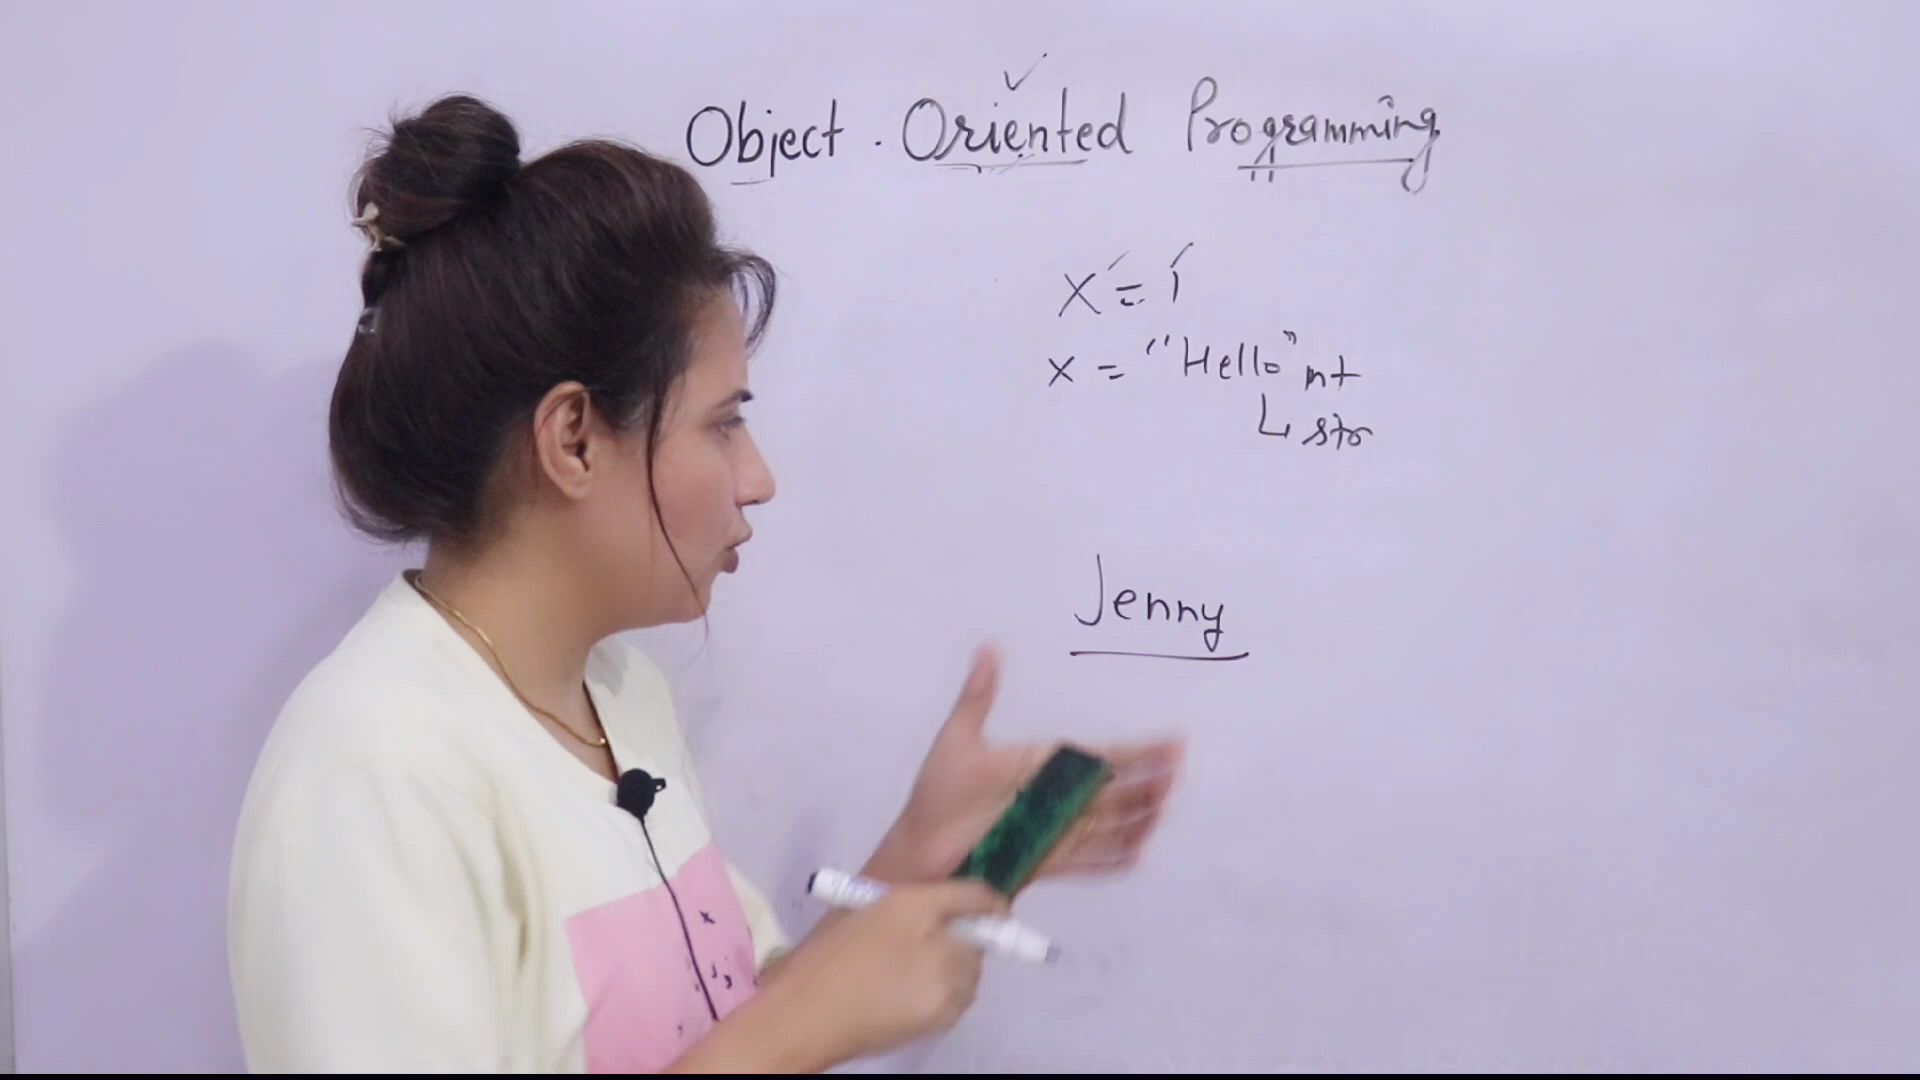 Object . Oriented Programming
x = 1
x = "Hello" int
str
Jenny